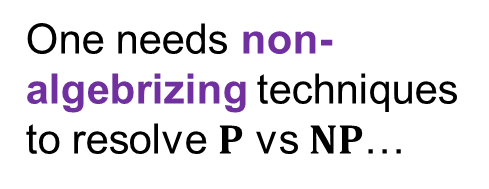 One needs non-
algebrizing techniques
to resolve P vs NP…